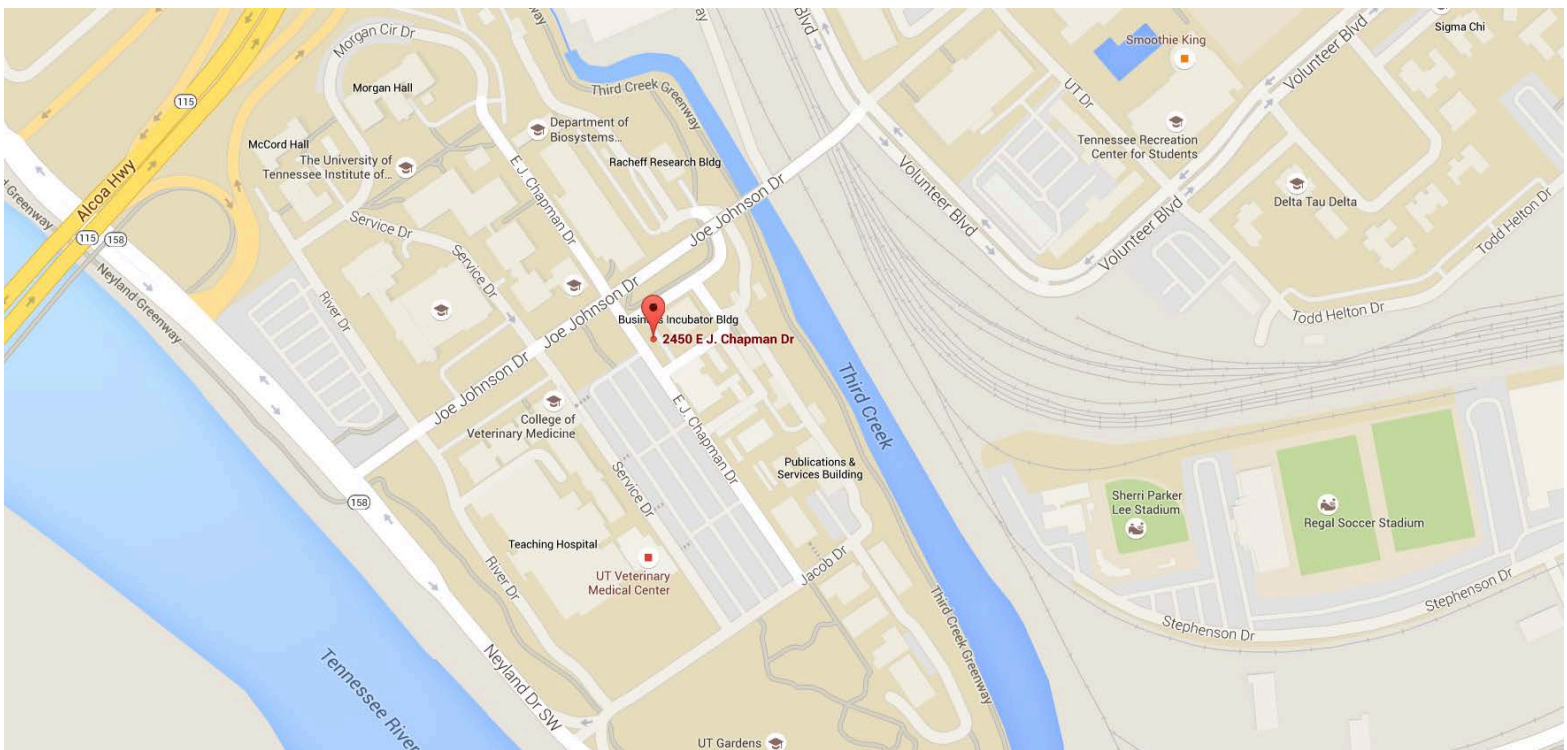 way
ay
Blvd
Sigma Chi
Morgan Cir Dr
Smoothie King
Volunteer Blvd
Morgan Hall
Third Creek Greenway
UT Dr
115
Department of
Biosystems...
Tennessee Recreation
Center for Students
McCord Hall
The University of
Tennessee Institute of...
Racheff Research Bldg
E J. Chapman Dr
Alcoa Hwy
d Greenway
Volunteer Blvd
Delta Tau Delta
Joe Johnson Dr
Service Dr
Service Dr
Volunteer Blvd
Todd Helton Dr
115
158
Neyland Greenway
River Dr
Joe Johnson Dr
Business Incubator Bldg
2450 E J. Chapman Dr
Todd Helton Dr
Joe Johnson Dr
Third Creek
College of
Veterinary Medicine
E J. Chapman Dr
Publications &
Services Building
Service Dr
158
Sherri Parker
Lee Stadium
Regal Soccer Stadium
Teaching Hospital
UT Veterinary
Medical Center
Jacob Dr
River Dr
Stephenson Dr
Stephenson Dr
Third Creek Greenway
Tennessee River
Neyland Dr SW
UT Gardens